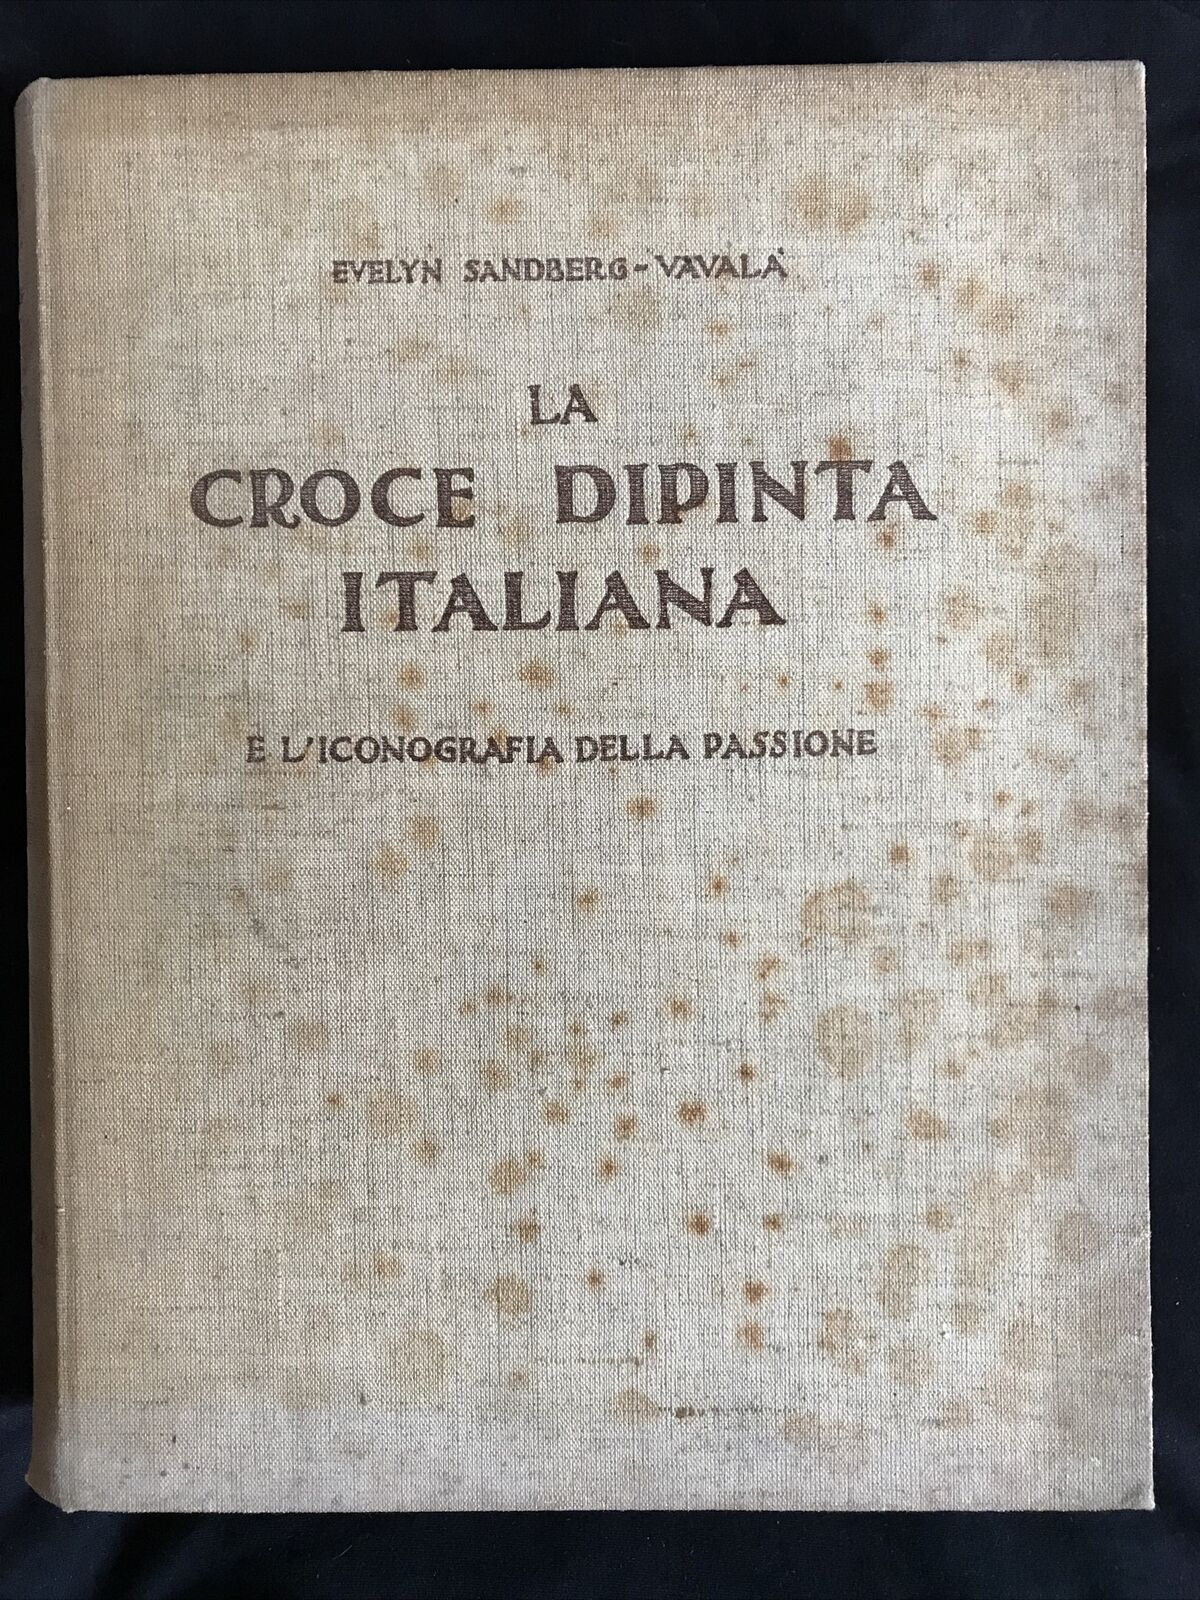 EVELYN SANDBERG-VAVALÀ
LA
CROCE DIPINTA
ITALIANA
E L'ICONOGRAFIA DELLA PASSIONE